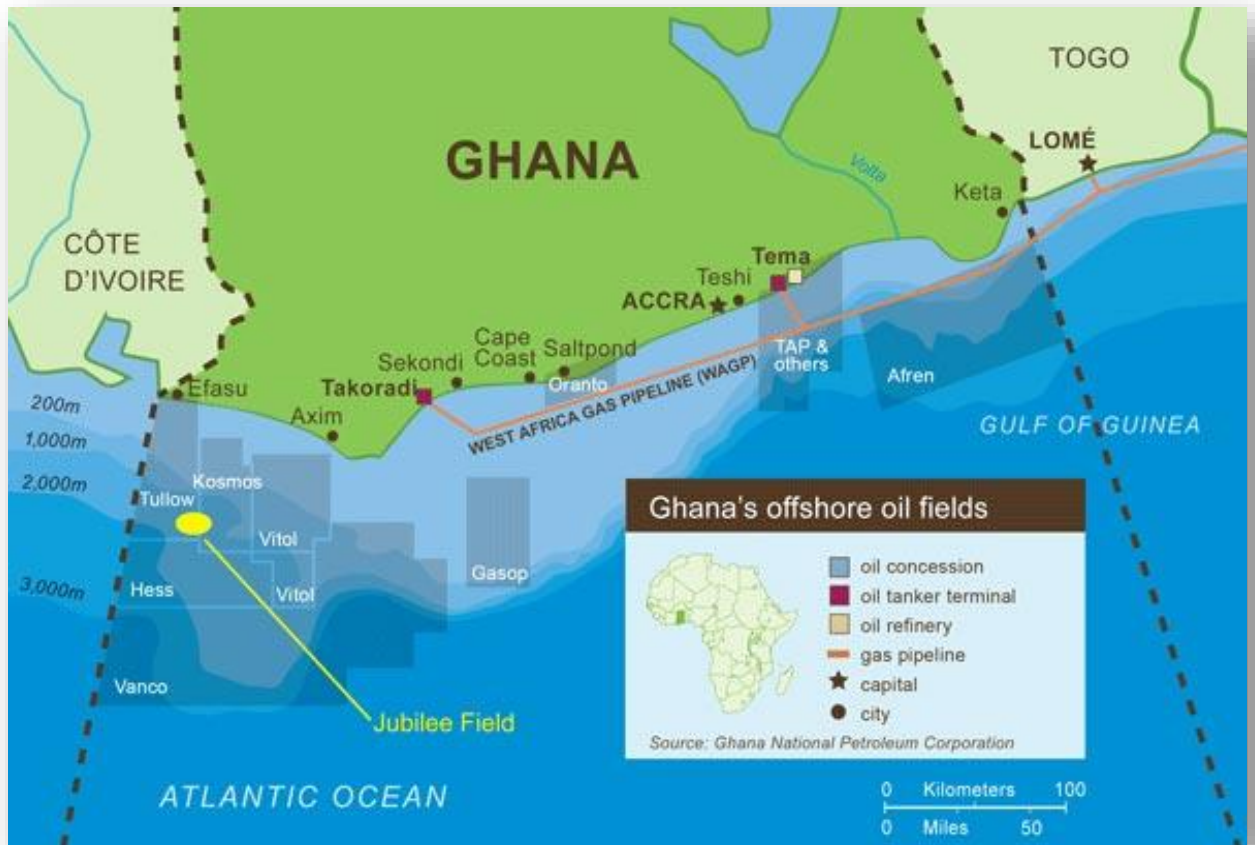 TOGO
LOMÉ
GHANA
Volta
Keta
CÔTE
D'IVOIRE
Tema
Teshi
ACCRA
Cape
Coast
Saltpond
Sekondi
Takoradi
Oranto
TAP &
others
Afren
WEST AFRICA GAS PIPELINE (WAGP)
Efasu
Axim
200m
1,000m
2,000m
3,000m
GULF OF GUINEA
Kosmos
Tullow
Vitol
Vitol
Hess
Gasop
Vanco
Jubilee Field
ATLANTIC OCEAN
Ghana's offshore oil fields
oil concession
oil tanker terminal
oil refinery
gas pipeline
capital
city
Source: Ghana National Petroleum Corporation
0 Kilometers 100
0 Miles 50